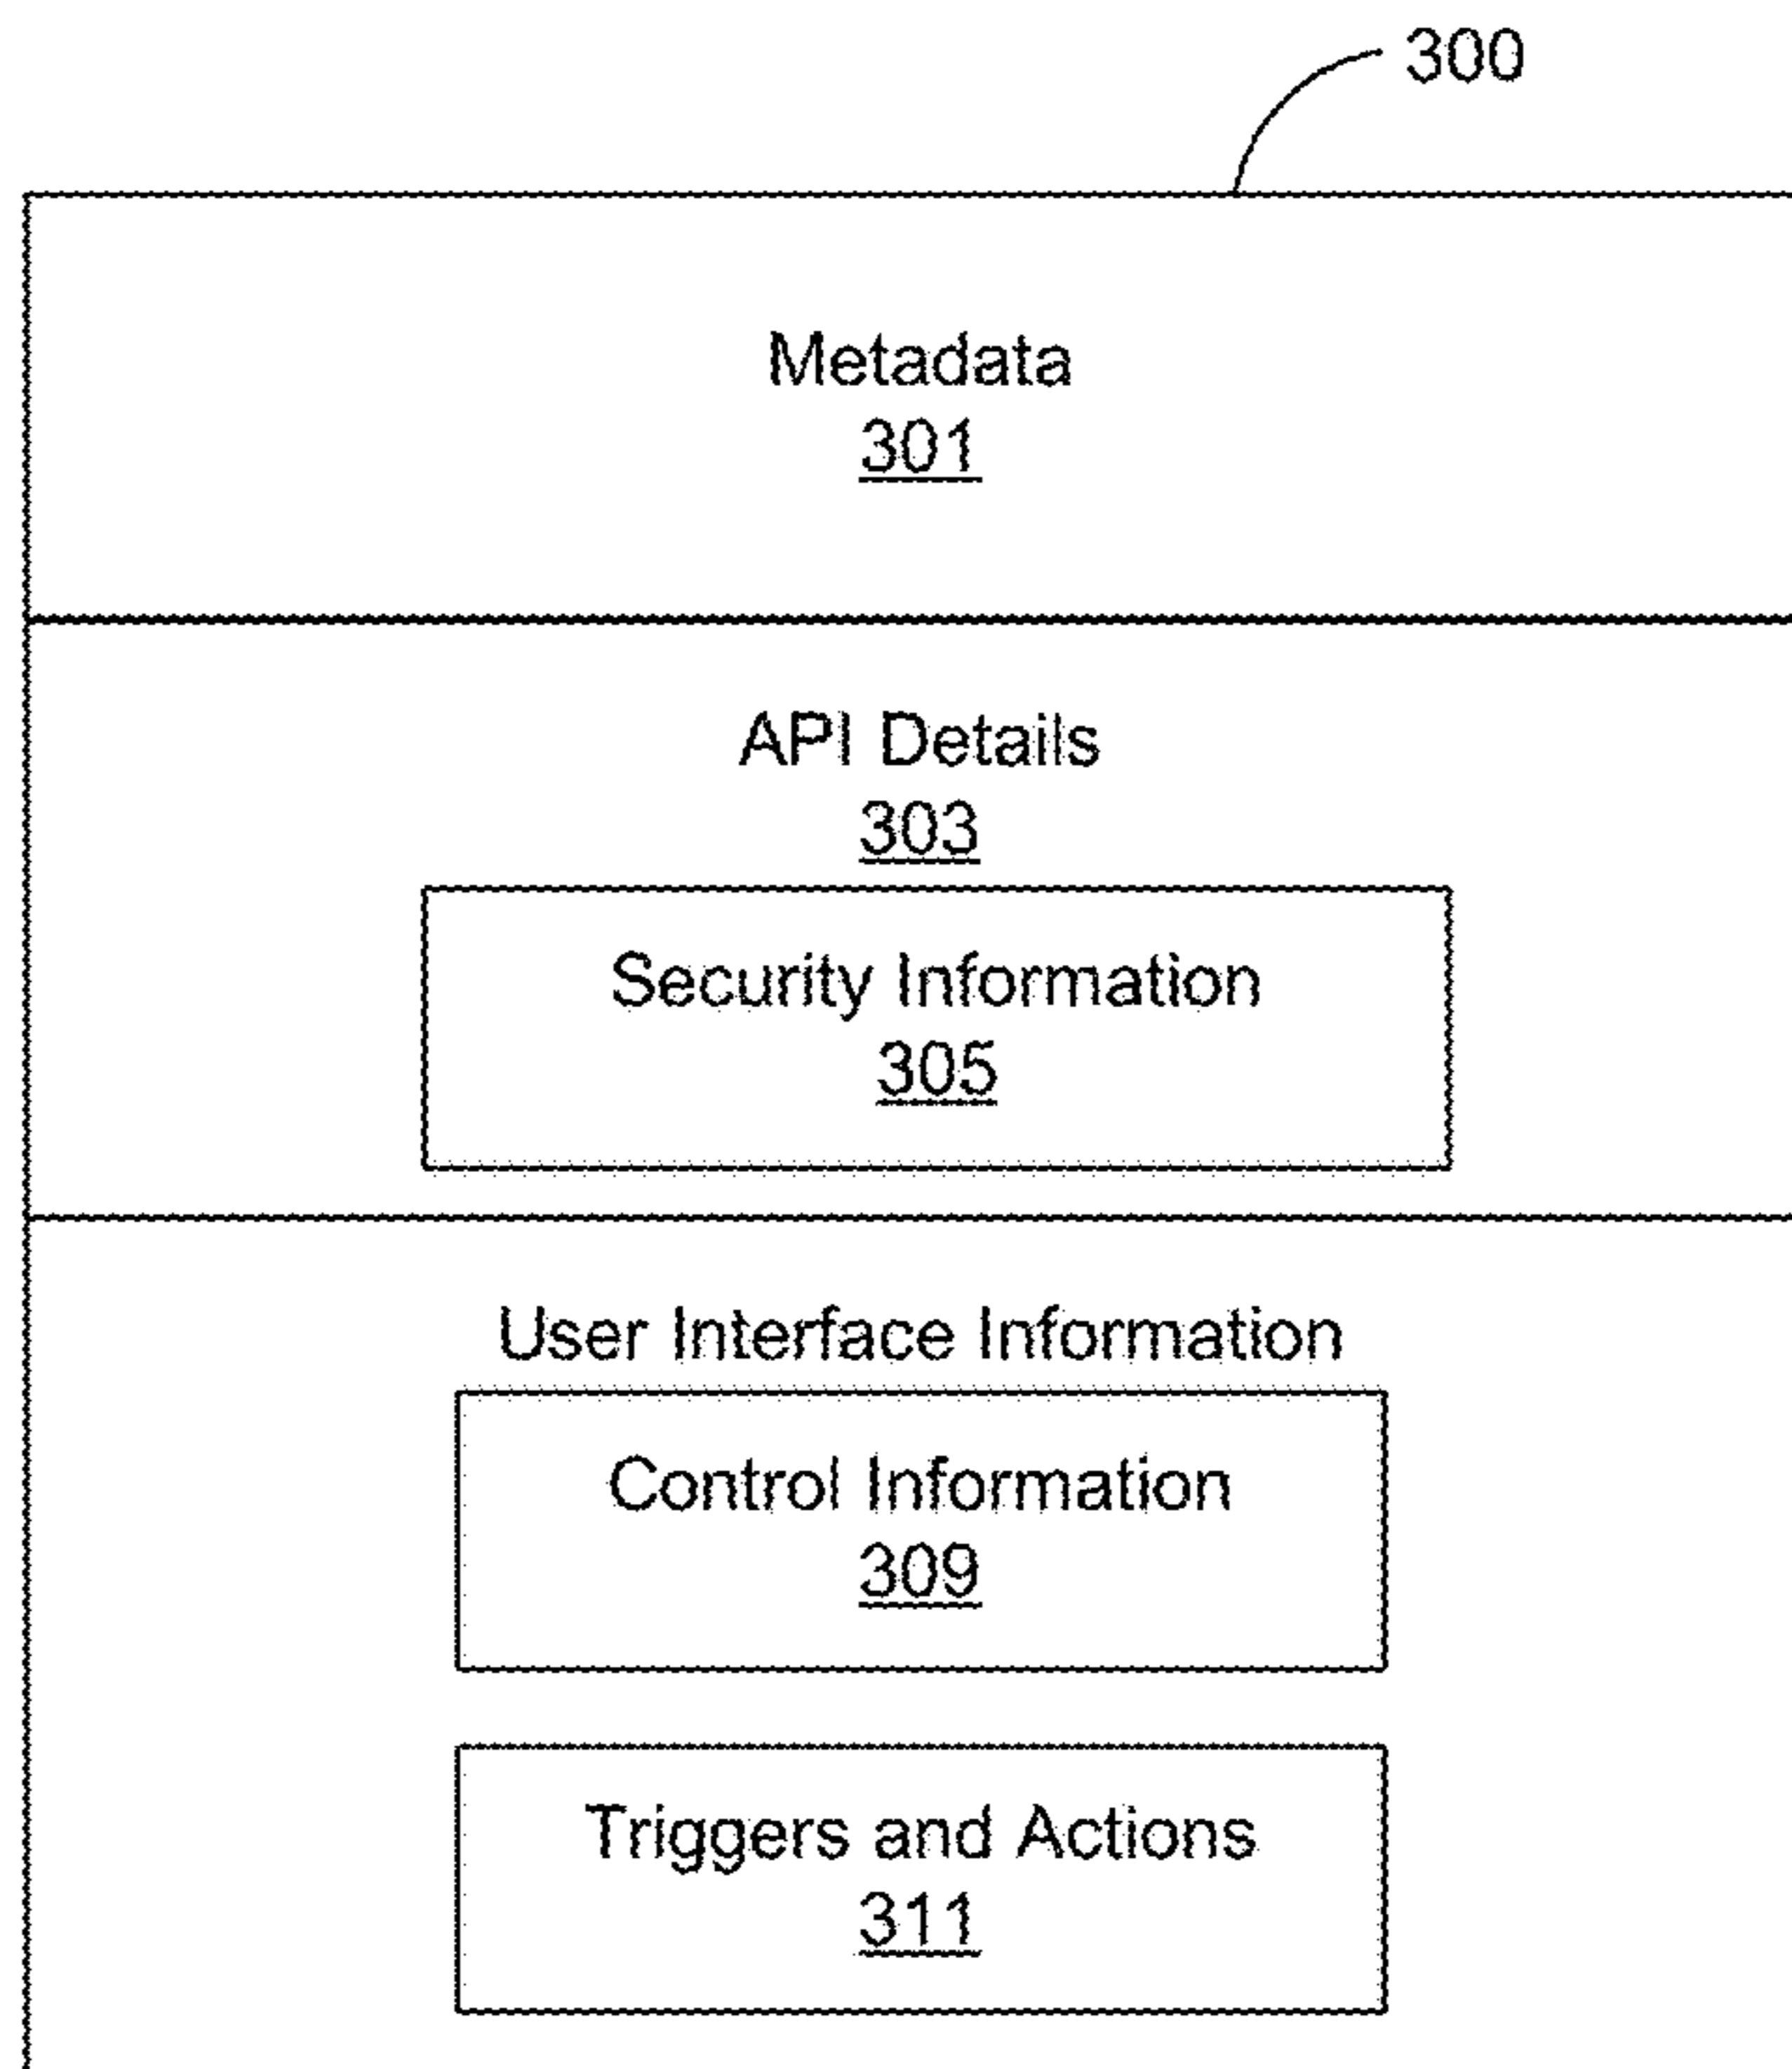 300
Metadata
301
API Details
303
Security Information
305
User Interface Information
Control Information
309
Triggers and Actions
311